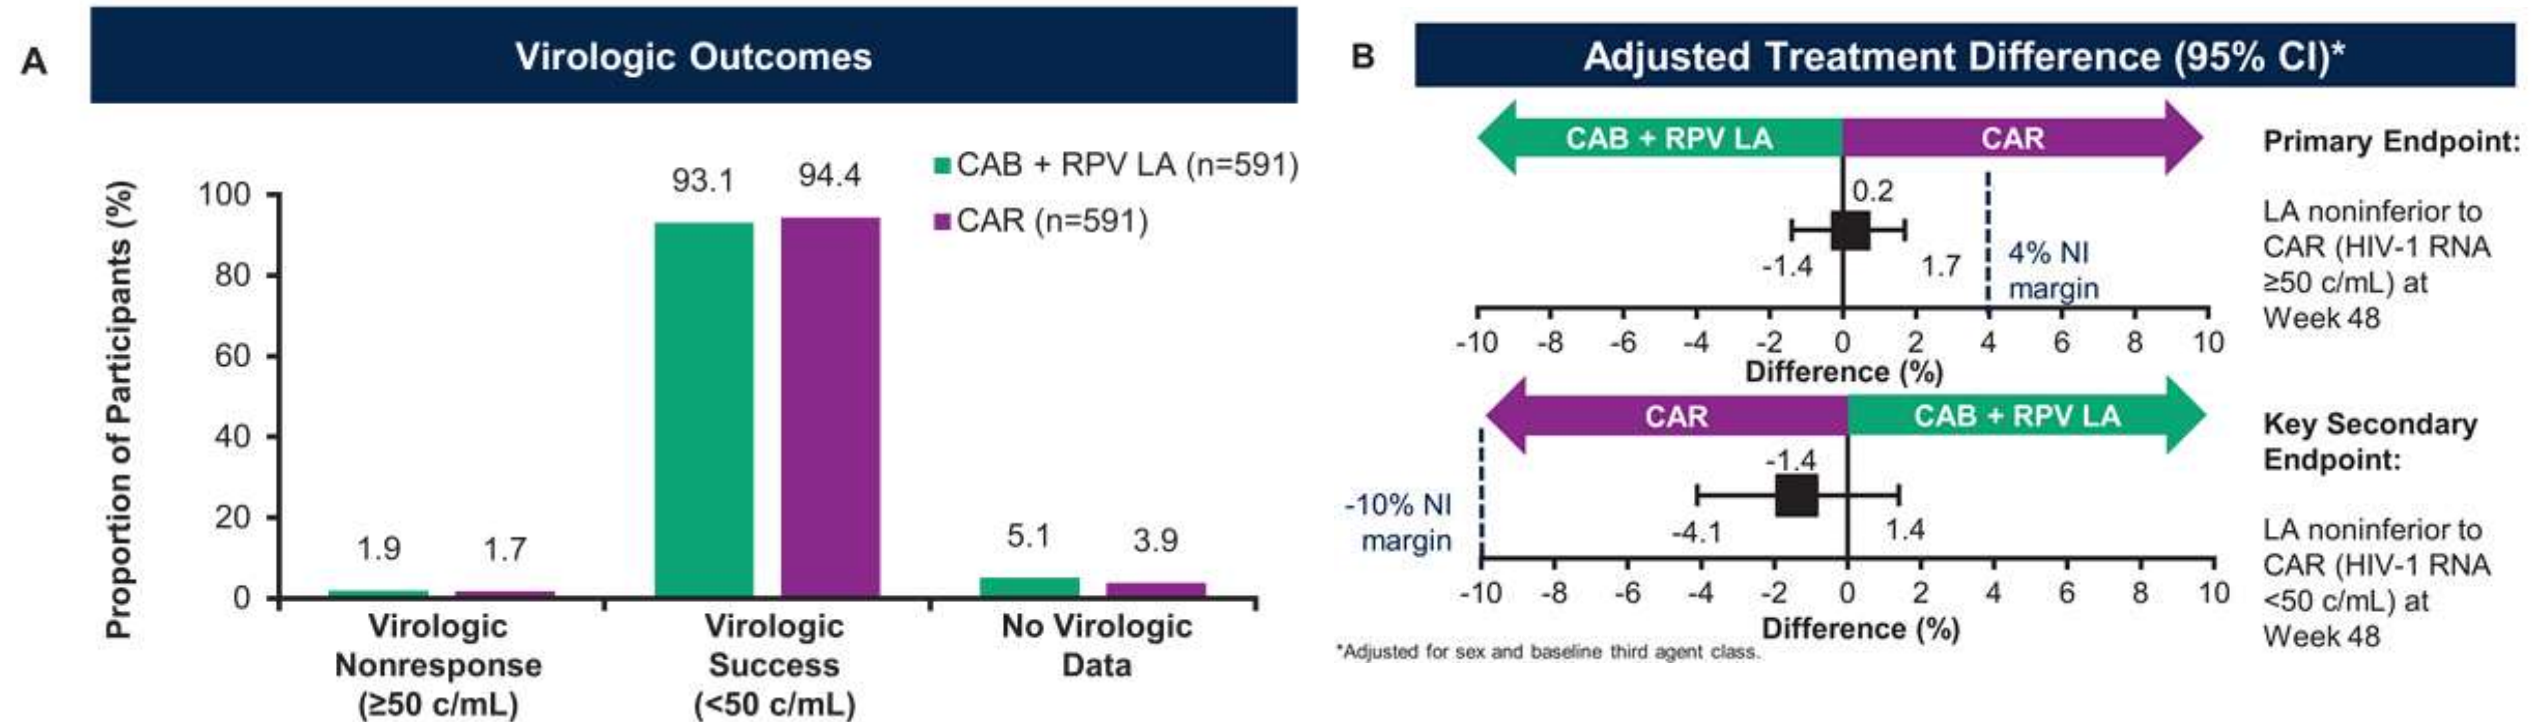 A
Virologic Outcomes
CAB + RPV LA (n=591)
CAR (n=591)
Proportion of Participants (%)
100
80
60
40
20
0
1.9
1.7
93.1
94.4
5.1
3.9
Virologic
Nonresponse
(≥50 c/mL)
Virologic
Success
(<50 c/mL)
No Virologic
Data
B
Adjusted Treatment Difference (95% CI)*
CAB + RPV LA
CAR
0.2
-1.4
1.7
4% NI
margin
-10 -8 -6 -4 -2 0 2 4 6 8 10
Difference (%)
Primary Endpoint:
LA noninferior to
CAR (HIV-1 RNA
≥50 c/mL) at
Week 48
CAR
CAB + RPV LA
-1.4
-4.1
1.4
-10% NI
margin
-10 -8 -6 -4 -2 0 2 4 6 8 10
Difference (%)
Key Secondary
Endpoint:
LA noninferior to
CAR (HIV-1 RNA
<50 c/mL) at
Week 48
*Adjusted for sex and baseline third agent class.